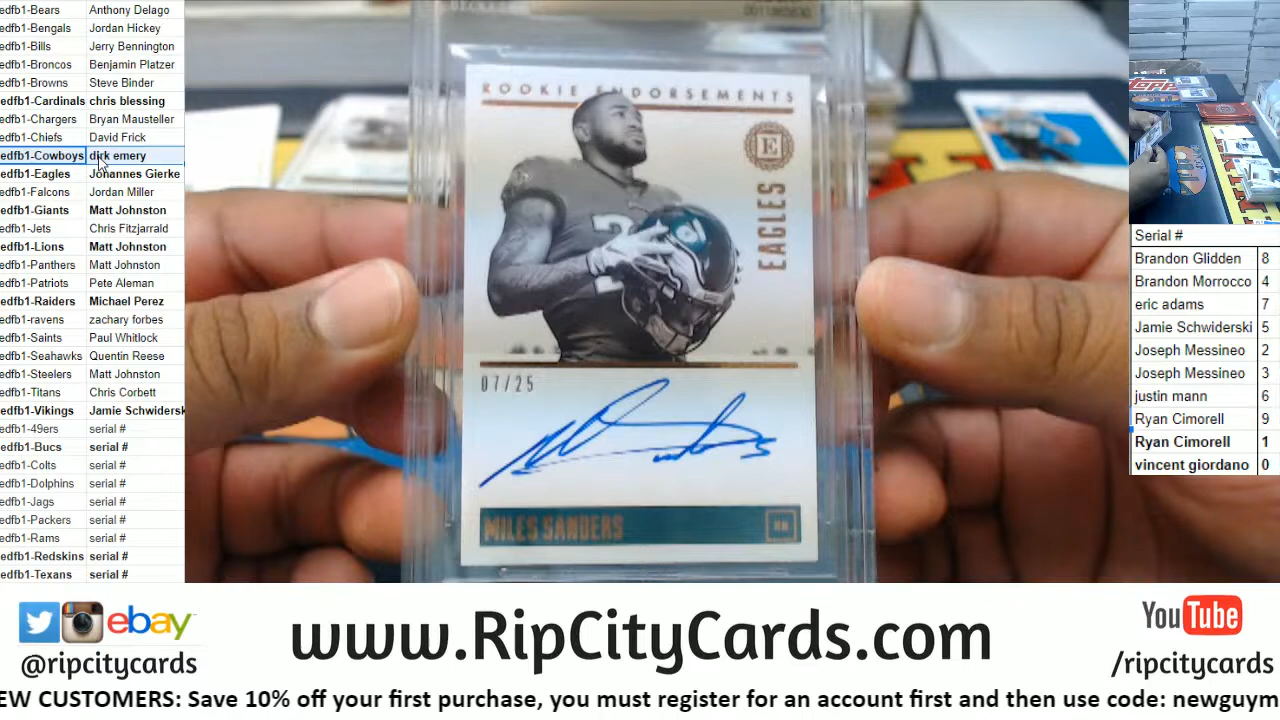 edfb1-Bears Anthony Delago
edfb1-Bengals Jordan Hickey
edfb1-Bills Jerry Bennington
edfb1-Broncos Benjamin Platzer
edfb1-Browns Steve Binder
edfb1-Cardinals chris blessing
edfb1-Chargers Bryan Mausteller
edfb1-Chiefs David Frick
edfb1-Cowboys dirk emery
edfb1-Eagles Johannes Gierke
edfb1-Falcons Jordan Miller
edfb1-Giants Matt Johnston
edfb1-Jets Chris Fitzjarrald
edfb1-Lions Matt Johnston
edfb1-Panthers Matt Johnston
edfb1-Patriots Pete Aleman
edfb1-Raiders Michael Perez
edfb1-ravens zachary forbes
edfb1-Saints Paul Whitlock
edfb1-Seahawks Quentin Reese
edfb1-Steelers Matt Johnston
edfb1-Titans Chris Corbett
edfb1-Vikings Jamie Schwidersk
edfb1-49ers serial #
edfb1-Bucs serial #
edfb1-Colts serial #
edfb1-Dolphins serial #
edfb1-Jags serial #
edfb1-Packers serial #
edfb1-Rams serial #
edfb1-Redskins serial #
edfb1-Texans serial #
ROOKIE ENDORSEMENTS
E
EAGLES
07/25
MILES SANDERS
RB
TOPPS
Serial #
Brandon Glidden 8
Brandon Morrocco 4
eric adams 7
Jamie Schwiderski 5
Joseph Messineo 2
Joseph Messineo 3
justin mann 6
Ryan Cimorell 9
Ryan Cimorell 1
vincent giordano 0
ebay
@ripcitycards
www.RipCityCards.com
YouTube
/ripcitycards
EW CUSTOMERS: Save 10% off your first purchase, you must register for an account first and then use code: newguym